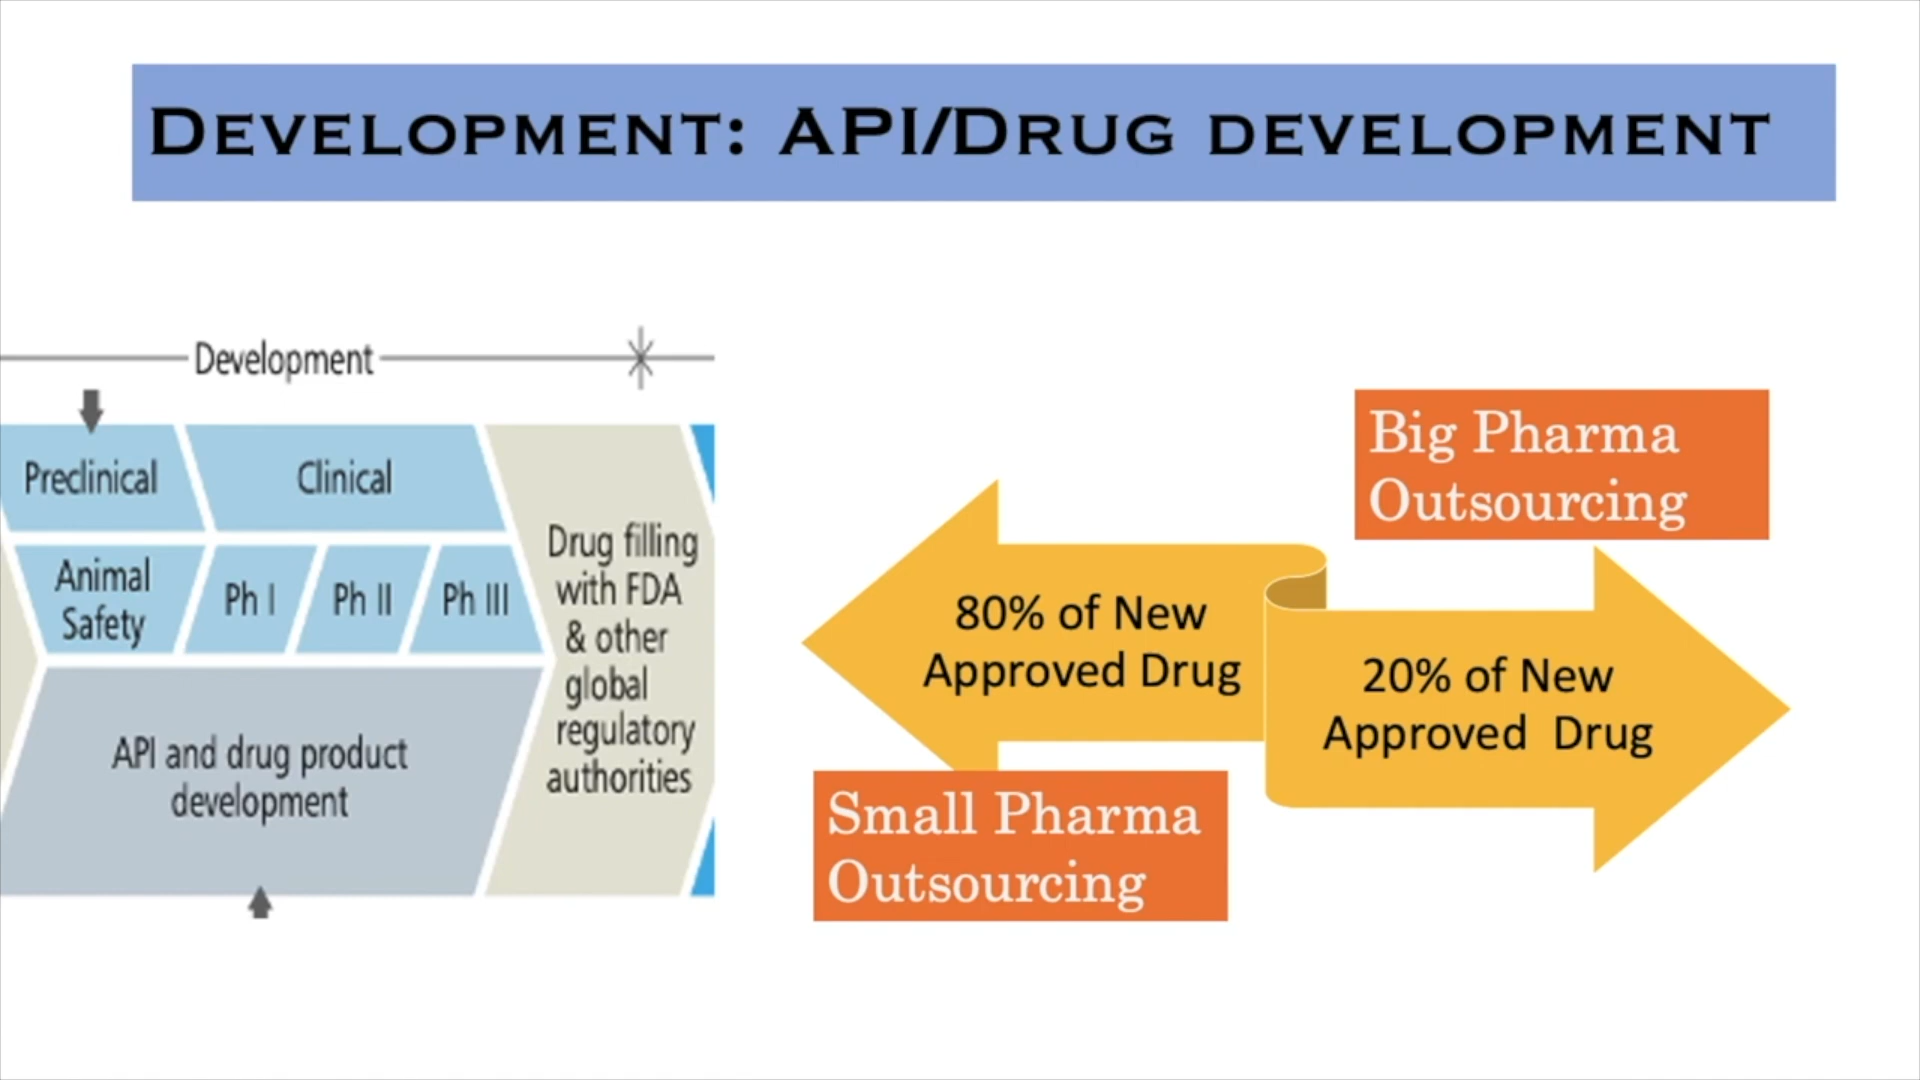 DEVELOPMENT: API/DRUG DEVELOPMENT
Development
Preclinical
Clinical
Animal
Safety
Ph I
Ph II
Ph III
API and drug product
development
Drug filling
with FDA
& other
global
regulatory
authorities
80% of New
Approved Drug
Small Pharma
Outsourcing
Big Pharma
Outsourcing
20% of New
Approved Drug